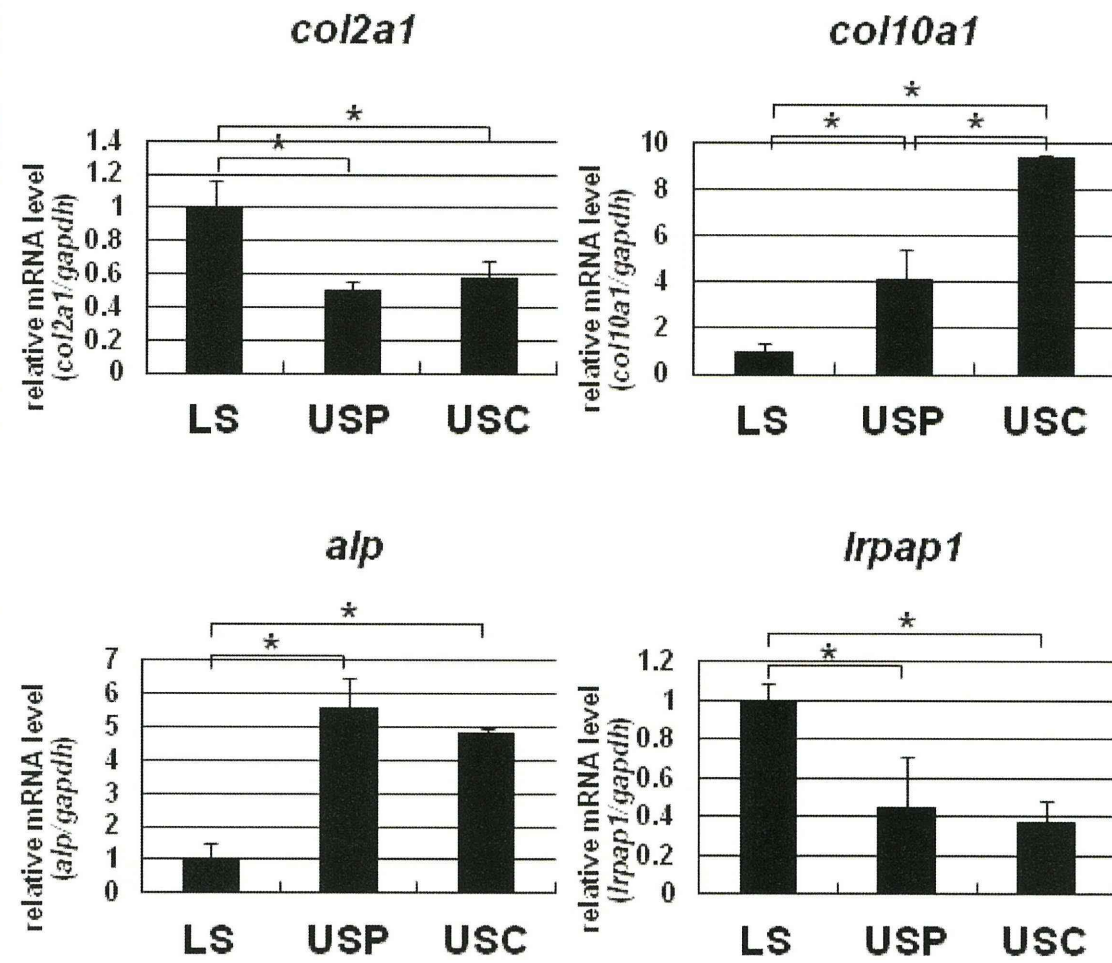 col2a1
*
*
1.4
1.2
1
0.8
0.6
0.4
0.2
0
relative mRNA level
(col2a1/gapdh)
LS USP USC
col10a1
*
* *
10
8
6
4
2
0
relative mRNA level
(col10a1/gapdh)
LS USP USC
alp
*
*
7
6
5
4
3
2
1
0
relative mRNA level
(alp/gapdh)
LS USP USC
lrpap1
*
*
1.2
1
0.8
0.6
0.4
0.2
0
relative mRNA level
(lrpap1/gapdh)
LS USP USC